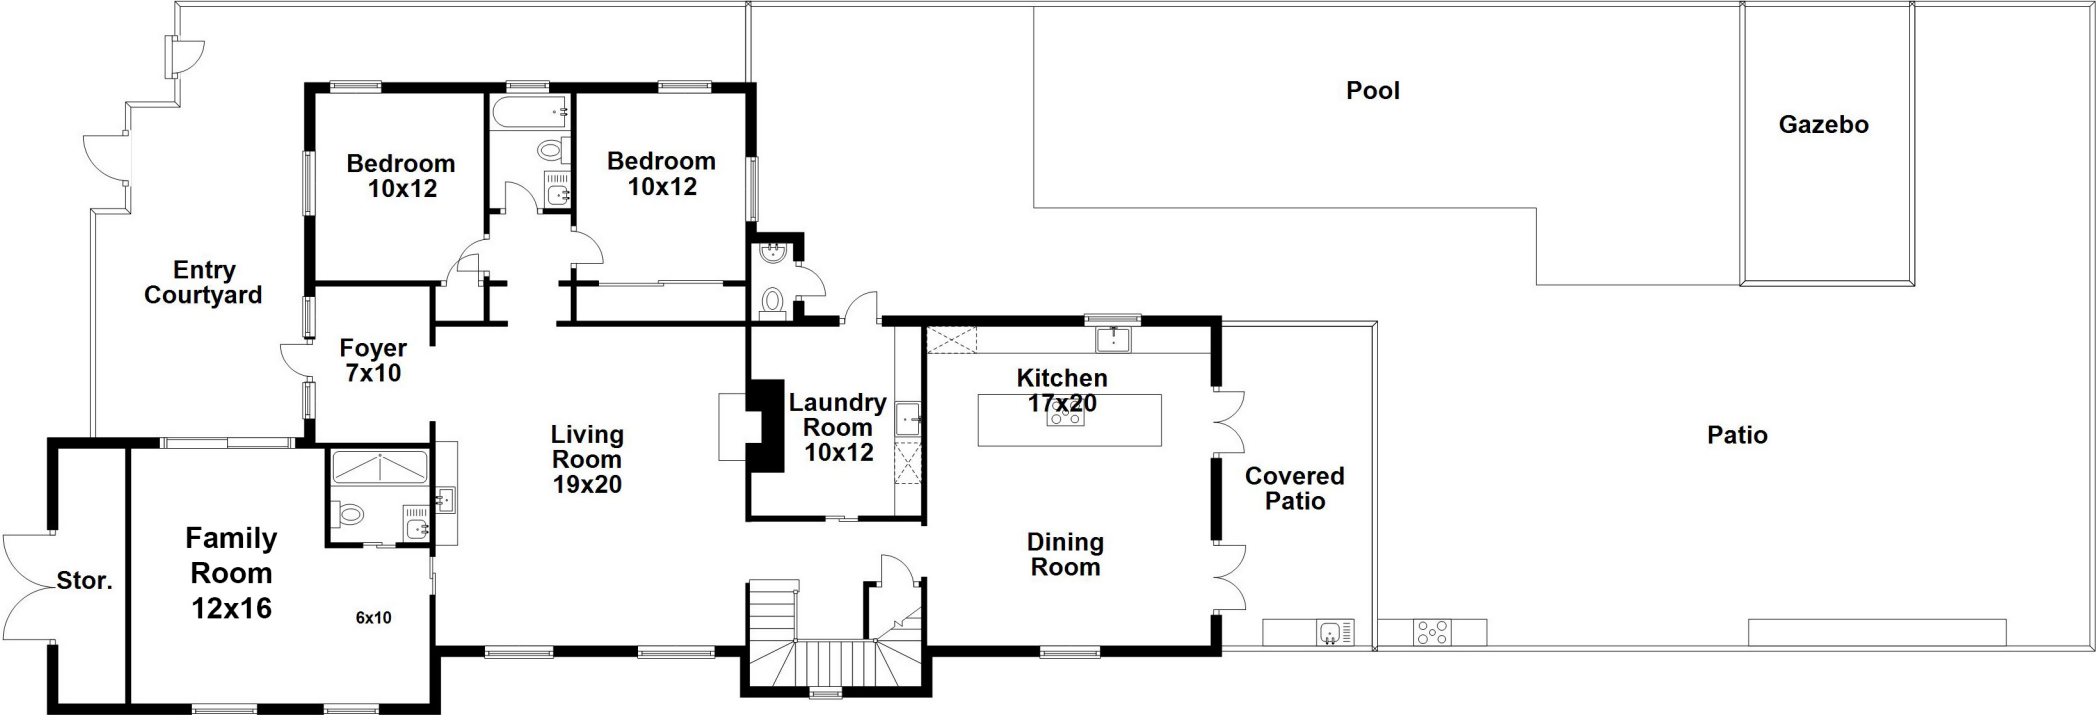 Pool
Gazebo
Bedroom
10x12
Bedroom
10x12
Entry
Courtyard
Foyer
7x10
Living
Room
19x20
Laundry
Room
10x12
Kitchen
17x20
Patio
Covered
Patio
Family
Room
12x16
Stor.
6x10
Dining
Room